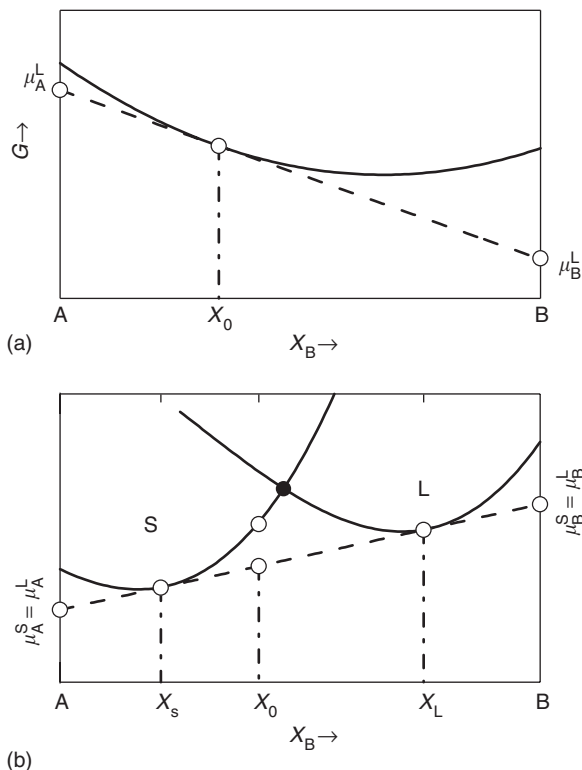 μ_A^L
G→
μ_B^L
A X_0 B
X_B→
(a)
S L
μ_A^S = μ_A^L
μ_B^S = μ_B^L
A X_s X_0 X_L B
X_B→
(b)